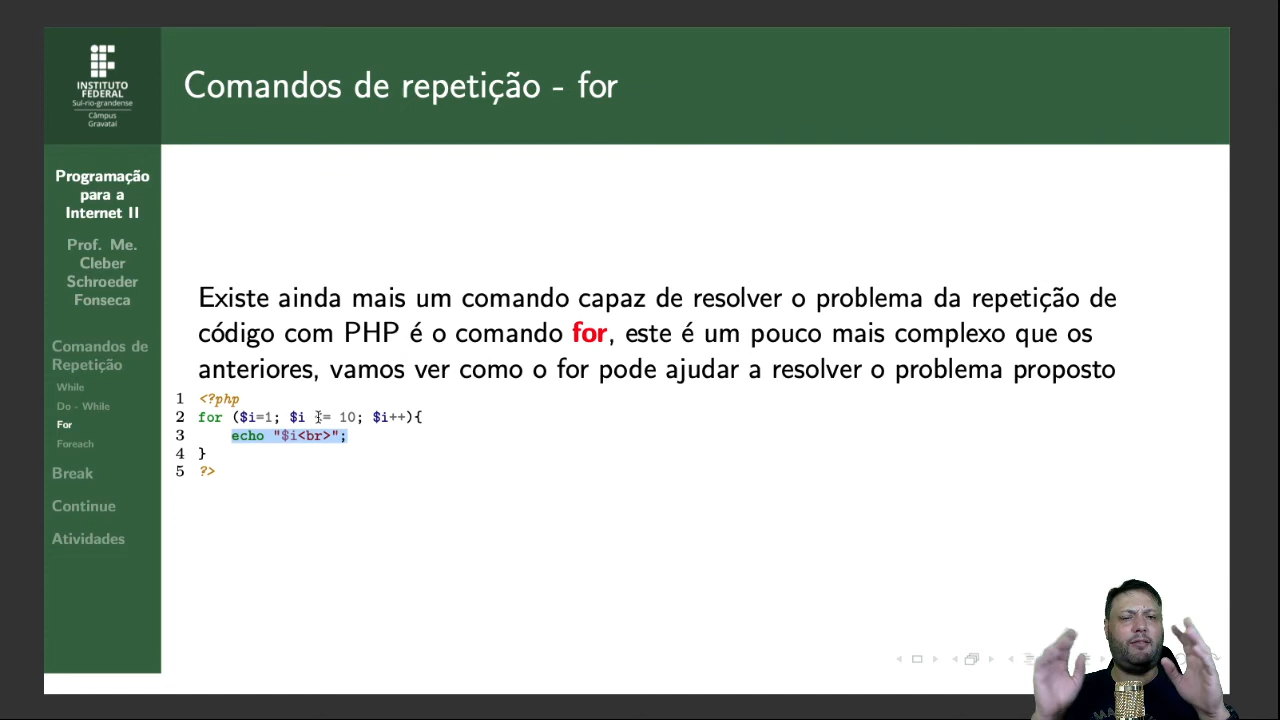 INSTITUTO
FEDERAL
Sul-rio-grandense
Câmpus
Gravataí
Comandos de repetição - for
Programação
para a
Internet II
Prof. Me.
Cleber
Schroeder
Fonseca
Comandos de
Repetição
While
Do - While
For
Foreach
Break
Continue
Atividades
Existe ainda mais um comando capaz de resolver o problema da repetição de
código com PHP é o comando for, este é um pouco mais complexo que os
anteriores, vamos ver como o for pode ajudar a resolver o problema proposto
1 <?php
2 for ($i=1; $i = 10; $i++){
3 echo "$i<br>";
4 }
5 ?>